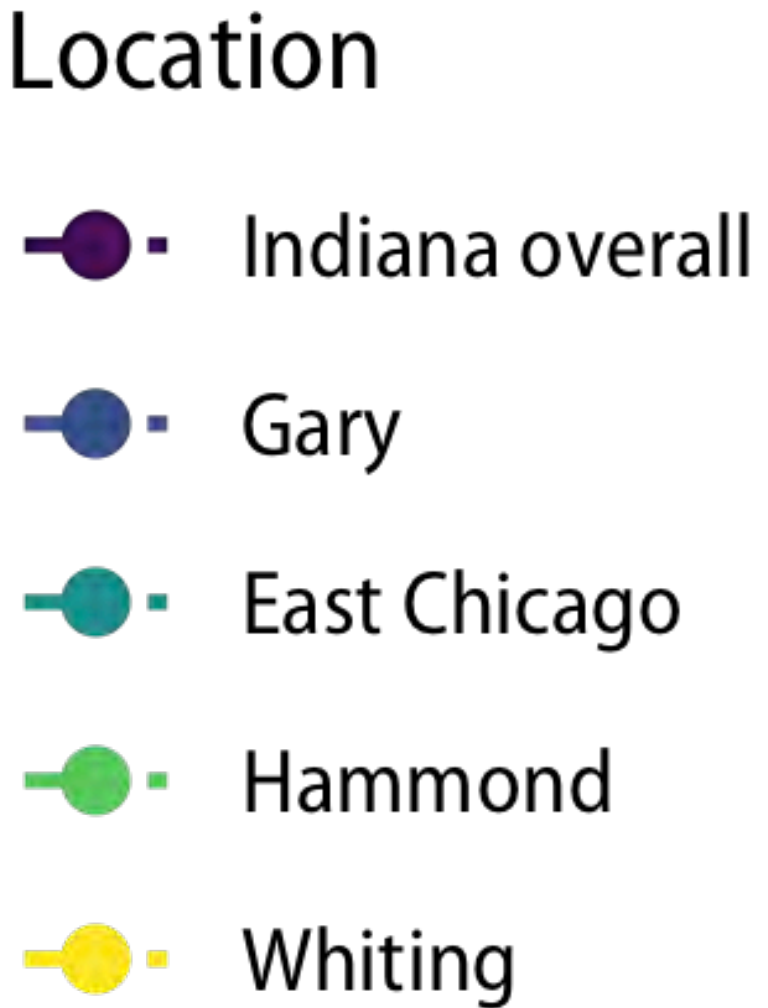 Location
Indiana overall
Gary
East Chicago
Hammond
Whiting